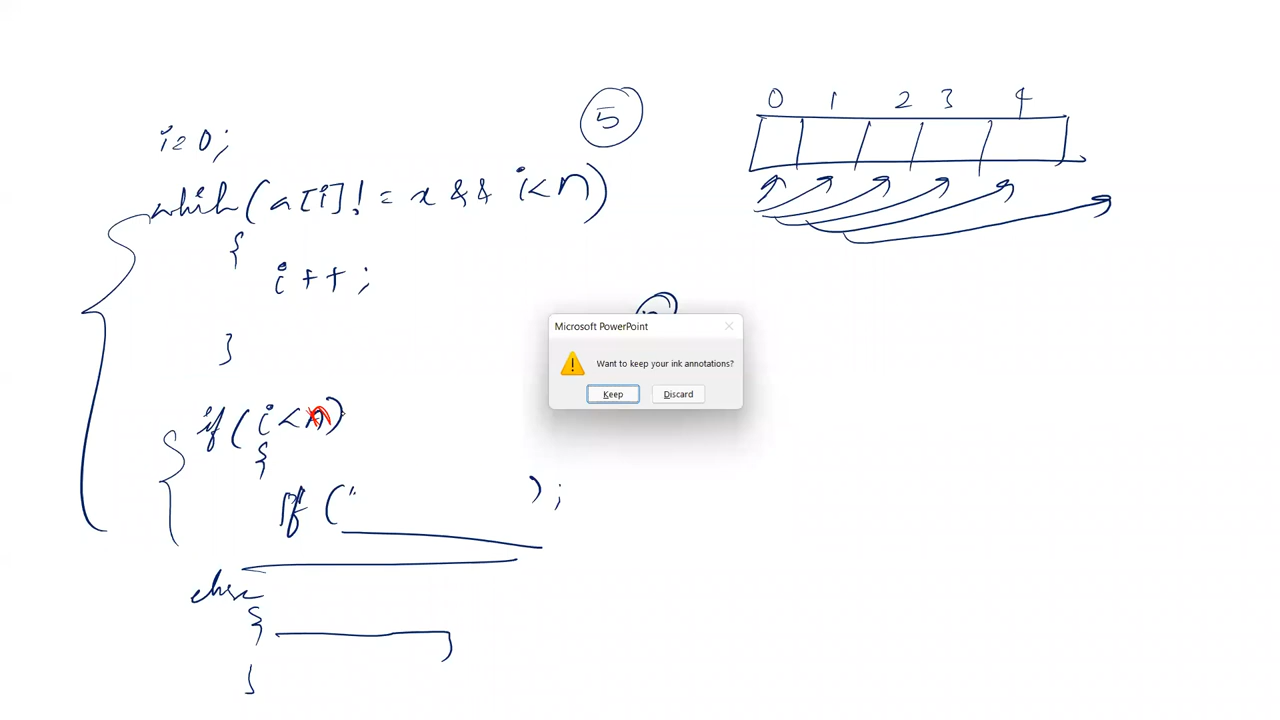 5
0 1 2 3 4
i=0;
while(a[i]!=x && i<n)
{
i++;
}
Microsoft PowerPoint
Want to keep your ink annotations?
Keep Discard
if(i<n)
{
Pf(" );
else
{
}